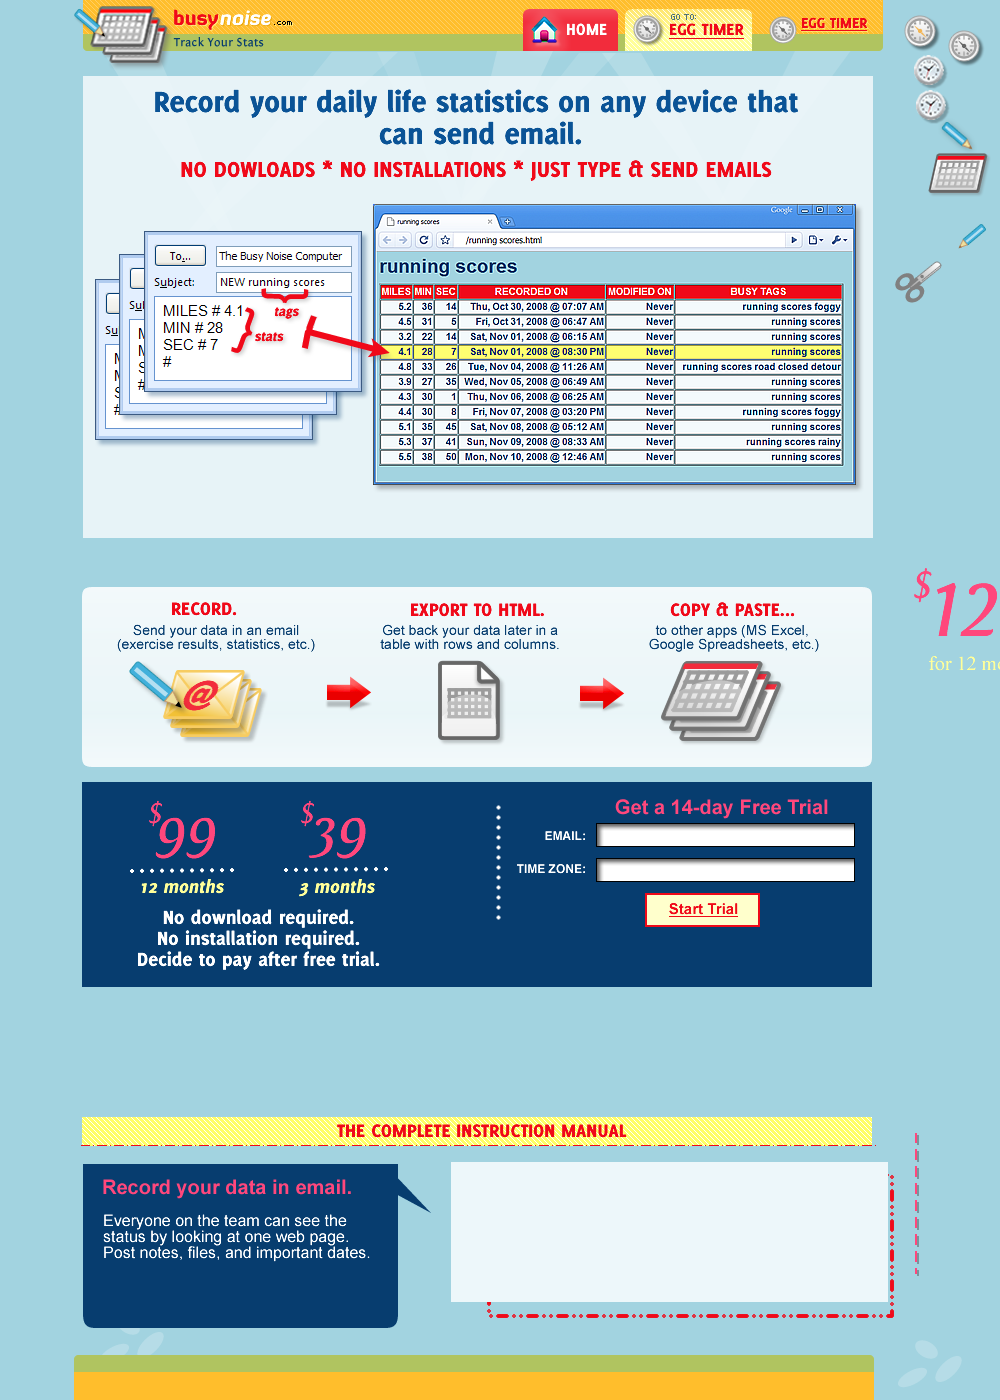 busynoise.com
Track Your Stats
HOME
GO TO:
EGG TIMER
EGG TIMER
Record your daily life statistics on any device that
can send email.
NO DOWLOADS * NO INSTALLATIONS * JUST TYPE & SEND EMAILS
Google
running scores
/running scores.html
running scores
MILES MIN SEC RECORDED ON MODIFIED ON BUSY TAGS
5.2 36 14 Thu, Oct 30, 2008 @ 07:07 AM Never running scores foggy
4.5 31 5 Fri, Oct 31, 2008 @ 06:47 AM Never running scores
3.2 22 14 Sat, Nov 01, 2008 @ 06:15 AM Never running scores
4.1 28 7 Sat, Nov 01, 2008 @ 08:30 PM Never running scores
4.8 33 26 Tue, Nov 04, 2008 @ 11:26 AM Never running scores road closed detour
3.9 27 35 Wed, Nov 05, 2008 @ 06:49 AM Never running scores
4.3 30 1 Thu, Nov 06, 2008 @ 06:25 AM Never running scores
4.4 30 8 Fri, Nov 07, 2008 @ 03:20 PM Never running scores foggy
5.1 35 45 Sat, Nov 08, 2008 @ 05:12 AM Never running scores
5.3 37 41 Sun, Nov 09, 2008 @ 08:33 AM Never running scores rainy
5.5 38 50 Mon, Nov 10, 2008 @ 12:46 AM Never running scores
To... The Busy Noise Computer
Subject: NEW running scores
tags
MILES # 4.1
MIN # 28
SEC # 7
#
stats
Su
Su
M
M
S
#
M
M
S
#
$12
for 12 mo
RECORD.
Send your data in an email
(exercise results, statistics, etc.)
@
EXPORT TO HTML.
Get back your data later in a
table with rows and columns.
COPY & PASTE...
to other apps (MS Excel,
Google Spreadsheets, etc.)
$99
12 months
$39
3 months
No download required.
No installation required.
Decide to pay after free trial.
Get a 14-day Free Trial
EMAIL:
TIME ZONE:
Start Trial
THE COMPLETE INSTRUCTION MANUAL
Record your data in email.
Everyone on the team can see the
status by looking at one web page.
Post notes, files, and important dates.